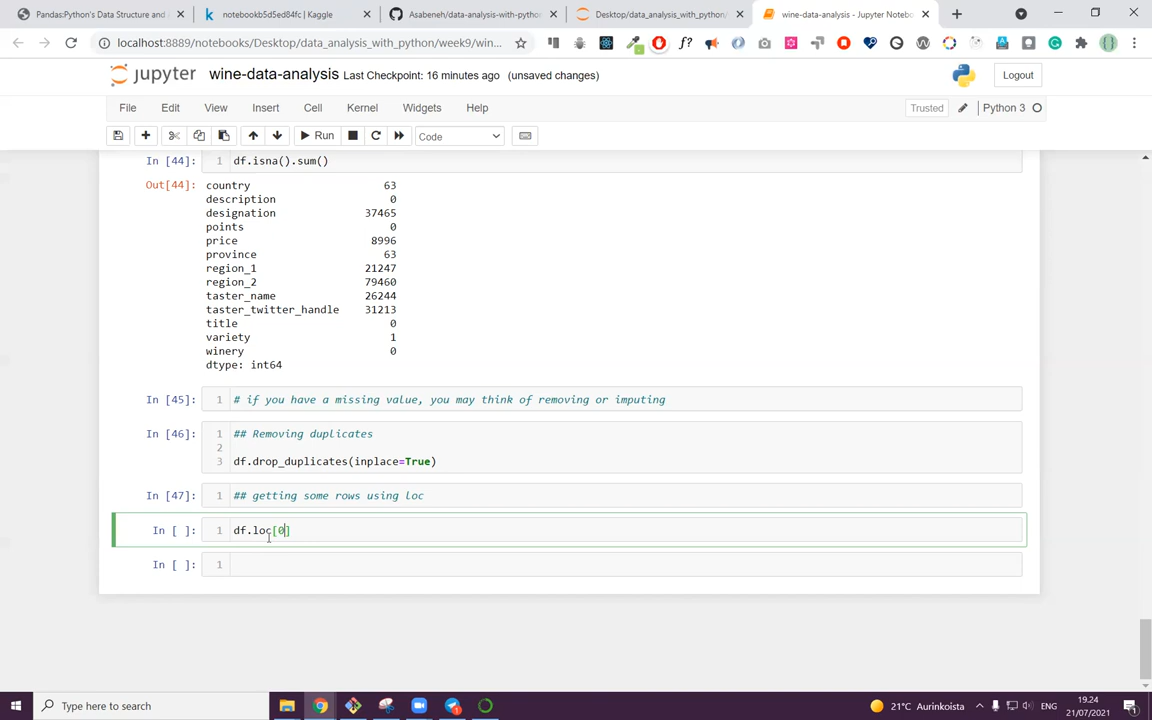 Pandas:Python's Data Structure and
notebookb5d5ed84fc | Kaggle
Asabeneh/data-analysis-with-python
Desktop/data_analysis_with_python/
wine-data-analysis - Jupyter Notebo
localhost:8889/notebooks/Desktop/data_analysis_with_python/week9/win...
jupyter wine-data-analysis Last Checkpoint: 16 minutes ago (unsaved changes) Logout
File Edit View Insert Cell Kernel Widgets Help Trusted Python 3
Run Code
In [44]: 1 df.isna().sum()
Out[44]: country 63
description 0
designation 37465
points 0
price 8996
province 63
region_1 21247
region_2 79460
taster_name 26244
taster_twitter_handle 31213
title 0
variety 1
winery 0
dtype: int64
In [45]: 1 # if you have a missing value, you may think of removing or imputing
In [46]: 1 ## Removing duplicates
2
3 df.drop_duplicates(inplace=True)
In [47]: 1 ## getting some rows using loc
In [ ]: 1 df.loc[0]
In [ ]: 1
Type here to search
21°C Aurinkoista
ENG
19.24
21/07/2021